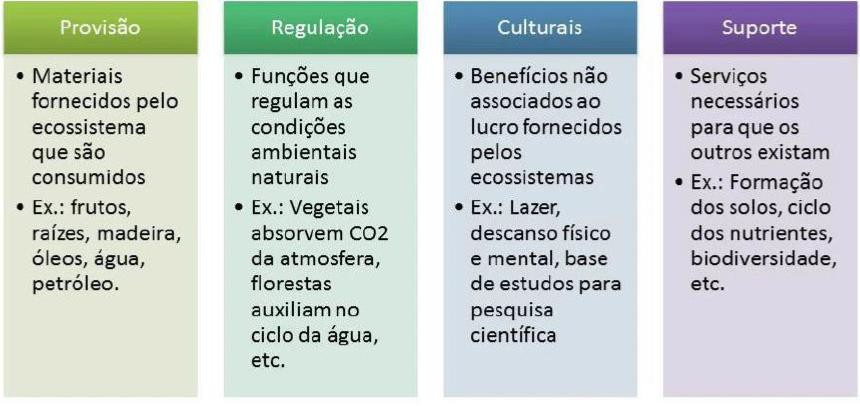 Provisão
• Materiais
fornecidos pelo
ecossistema
que são
consumidos
• Ex.: frutos,
raízes, madeira,
óleos, água,
petróleo.
Regulação
• Funções que
regulam as
condições
ambientais
naturais
• Ex.: Vegetais
absorvem CO2
da atmosfera,
florestas
auxiliam no
ciclo da água,
etc.
Culturais
• Benefícios não
associados ao
lucro fornecidos
pelos
ecossistemas
• Ex.: Lazer,
descanso físico
e mental, base
de estudos para
pesquisa
científica
Suporte
• Serviços
necessários
para que os
outros existam
• Ex.: Formação
dos solos, ciclo
dos nutrientes,
biodiversidade,
etc.